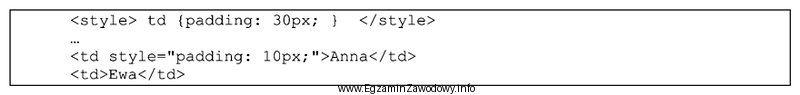 <style> td {padding: 30px; }  </style>
…
<td style="padding: 10px;">Anna</td>
<td>Ewa</td>
www.EgzaminZawodowy.info